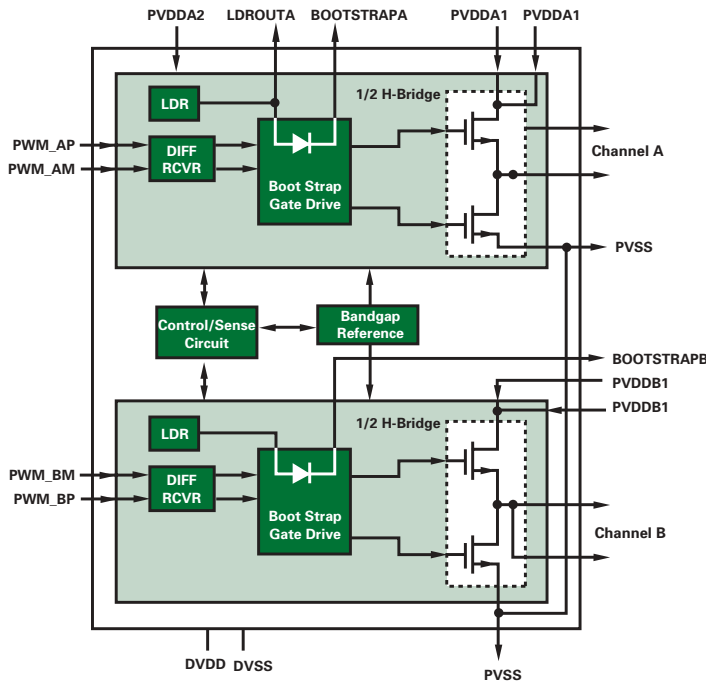 PVDDA2 LDROUTA BOOTSTRAPA PVDDA1 PVDDA1
1/2 H-Bridge
LDR
PWM_AP
PWM_AM
DIFF
RCVR
Boot Strap
Gate Drive
Channel A
PVSS
Control/Sense
Circuit
Bandgap
Reference
BOOTSTRAPB
PVDDB1
PVDDB1
1/2 H-Bridge
LDR
PWM_BM
PWM_BP
DIFF
RCVR
Boot Strap
Gate Drive
Channel B
DVDD DVSS
PVSS